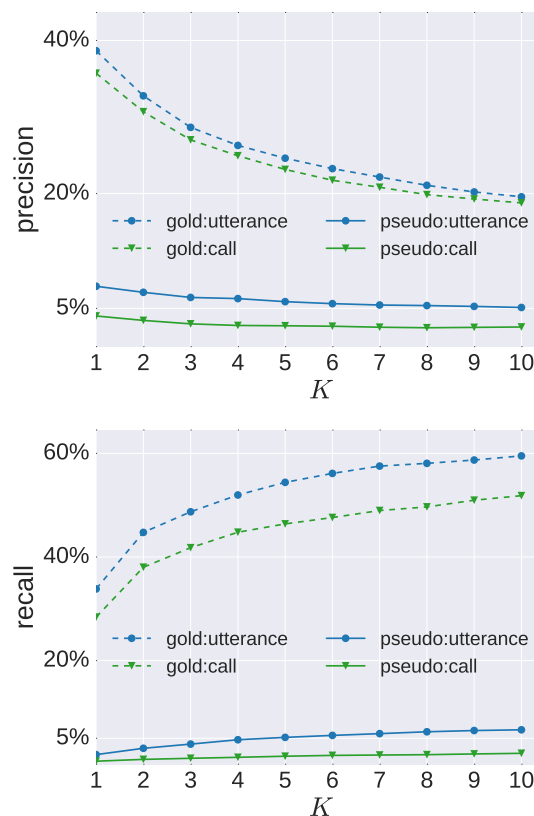 40%
20%
5%
precision
gold:utterance pseudo:utterance
gold:call pseudo:call
1 2 3 4 5 6 7 8 9 10
K
60%
40%
20%
5%
recall
gold:utterance pseudo:utterance
gold:call pseudo:call
1 2 3 4 5 6 7 8 9 10
K